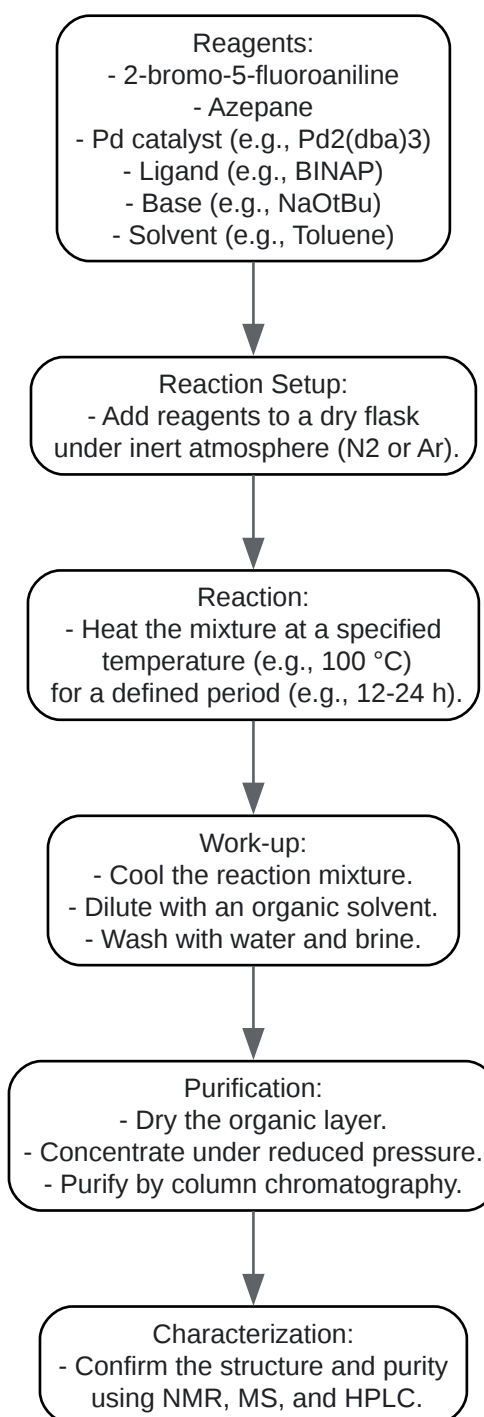 Reagents:
- 2-bromo-5-fluoroaniline
- Azepane
- Pd catalyst (e.g., Pd2(dba)3)
- Ligand (e.g., BINAP)
- Base (e.g., NaOtBu)
- Solvent (e.g., Toluene)
Reaction Setup:
- Add reagents to a dry flask
under inert atmosphere (N2 or Ar).
Reaction:
- Heat the mixture at a specified
temperature (e.g., 100 °C)
for a defined period (e.g., 12-24 h).
Work-up:
- Cool the reaction mixture.
- Dilute with an organic solvent.
- Wash with water and brine.
Purification:
- Dry the organic layer.
- Concentrate under reduced pressure.
- Purify by column chromatography.
Characterization:
- Confirm the structure and purity
using NMR, MS, and HPLC.